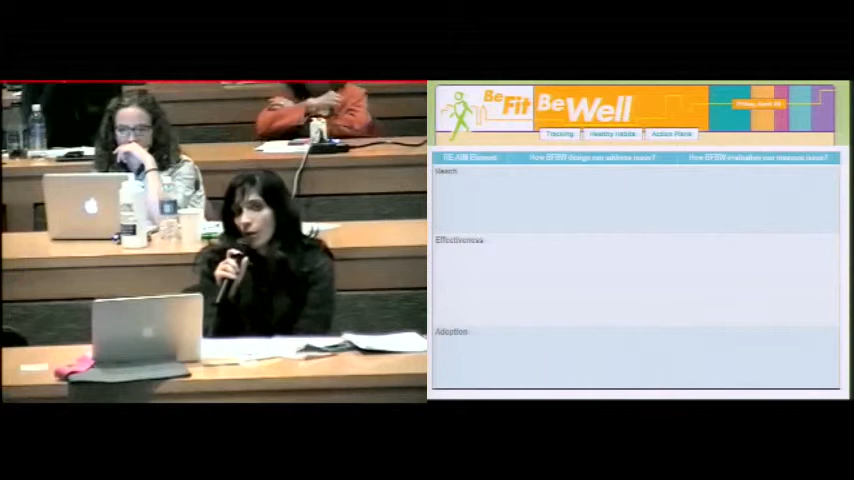 Be Fit Be Well
Tracking Healthy Habits Action Plans
RE-AIM Element How BFBW design can address issue? How BFBW evaluation can measure issue?
Reach
Effectiveness
Adoption